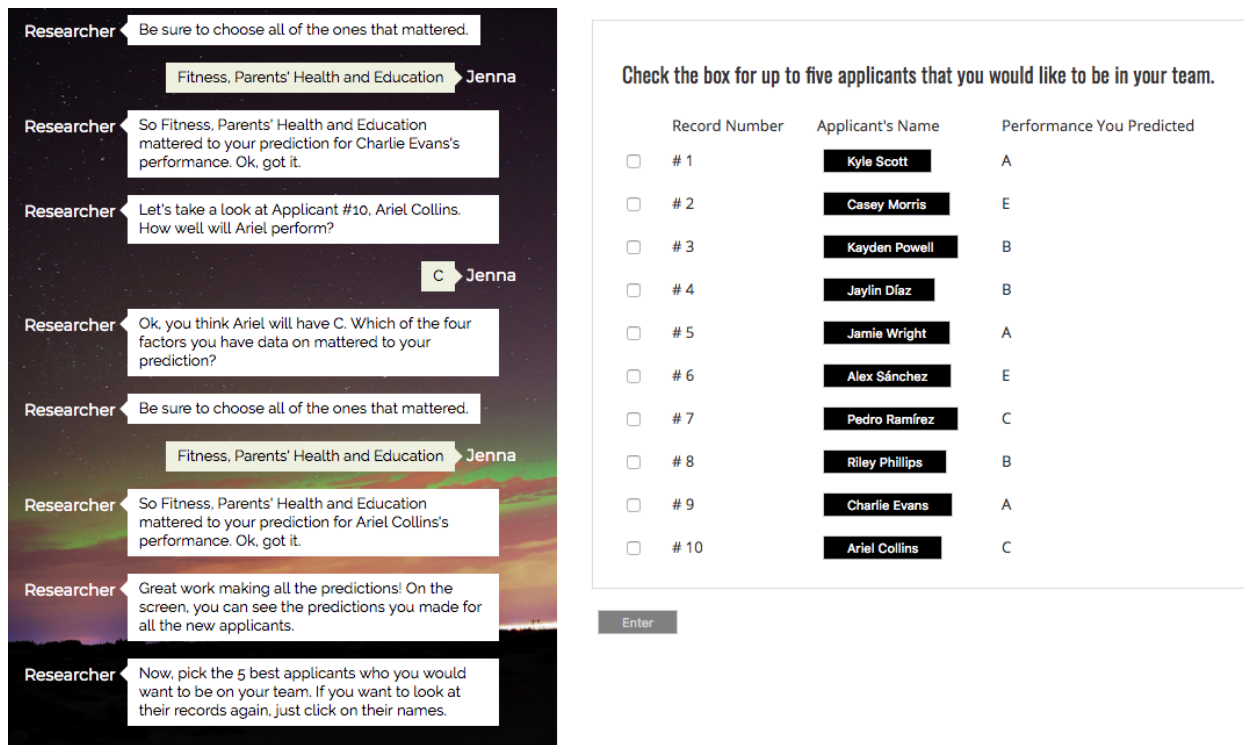 Researcher
Be sure to choose all of the ones that mattered.
Fitness, Parents' Health and Education
Jenna
Researcher
So Fitness, Parents' Health and Education
mattered to your prediction for Charlie Evans's
performance. Ok, got it.
Researcher
Let's take a look at Applicant #10, Ariel Collins.
How well will Ariel perform?
C
Jenna
Researcher
Ok, you think Ariel will have C. Which of the four
factors you have data on mattered to your
prediction?
Researcher
Be sure to choose all of the ones that mattered.
Fitness, Parents' Health and Education
Jenna
Researcher
So Fitness, Parents' Health and Education
mattered to your prediction for Ariel Collins's
performance. Ok, got it.
Researcher
Great work making all the predictions! On the
screen, you can see the predictions you made for
all the new applicants.
Researcher
Now, pick the 5 best applicants who you would
want to be on your team. If you want to look at
their records again, just click on their names.
Check the box for up to five applicants that you would like to be in your team.
Record Number Applicant's Name Performance You Predicted
# 1 Kyle Scott A
# 2 Casey Morris E
# 3 Kayden Powell B
# 4 Jaylin Díaz B
# 5 Jamie Wright A
# 6 Alex Sánchez E
# 7 Pedro Ramírez C
# 8 Riley Phillips B
# 9 Charlie Evans A
# 10 Ariel Collins C
Enter